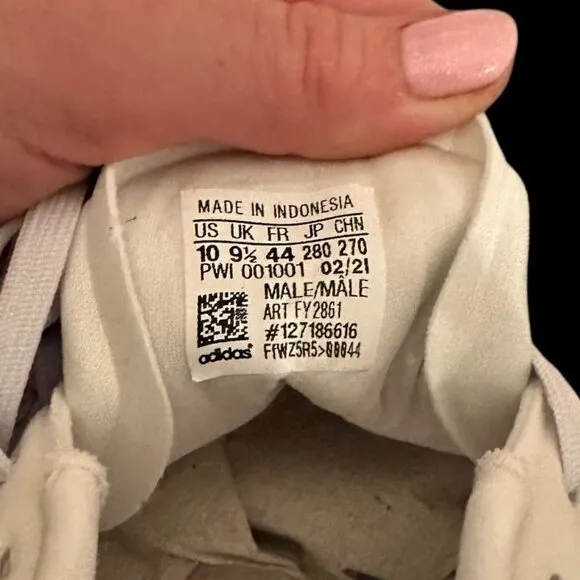 MADE IN INDONESIA
US UK FR JP CHN
10 9½ 44 280 270
PWI 001001 02/21
MALE/MÂLE
ART FY2861
#127186616
adidas® FfWZ5R5>00044